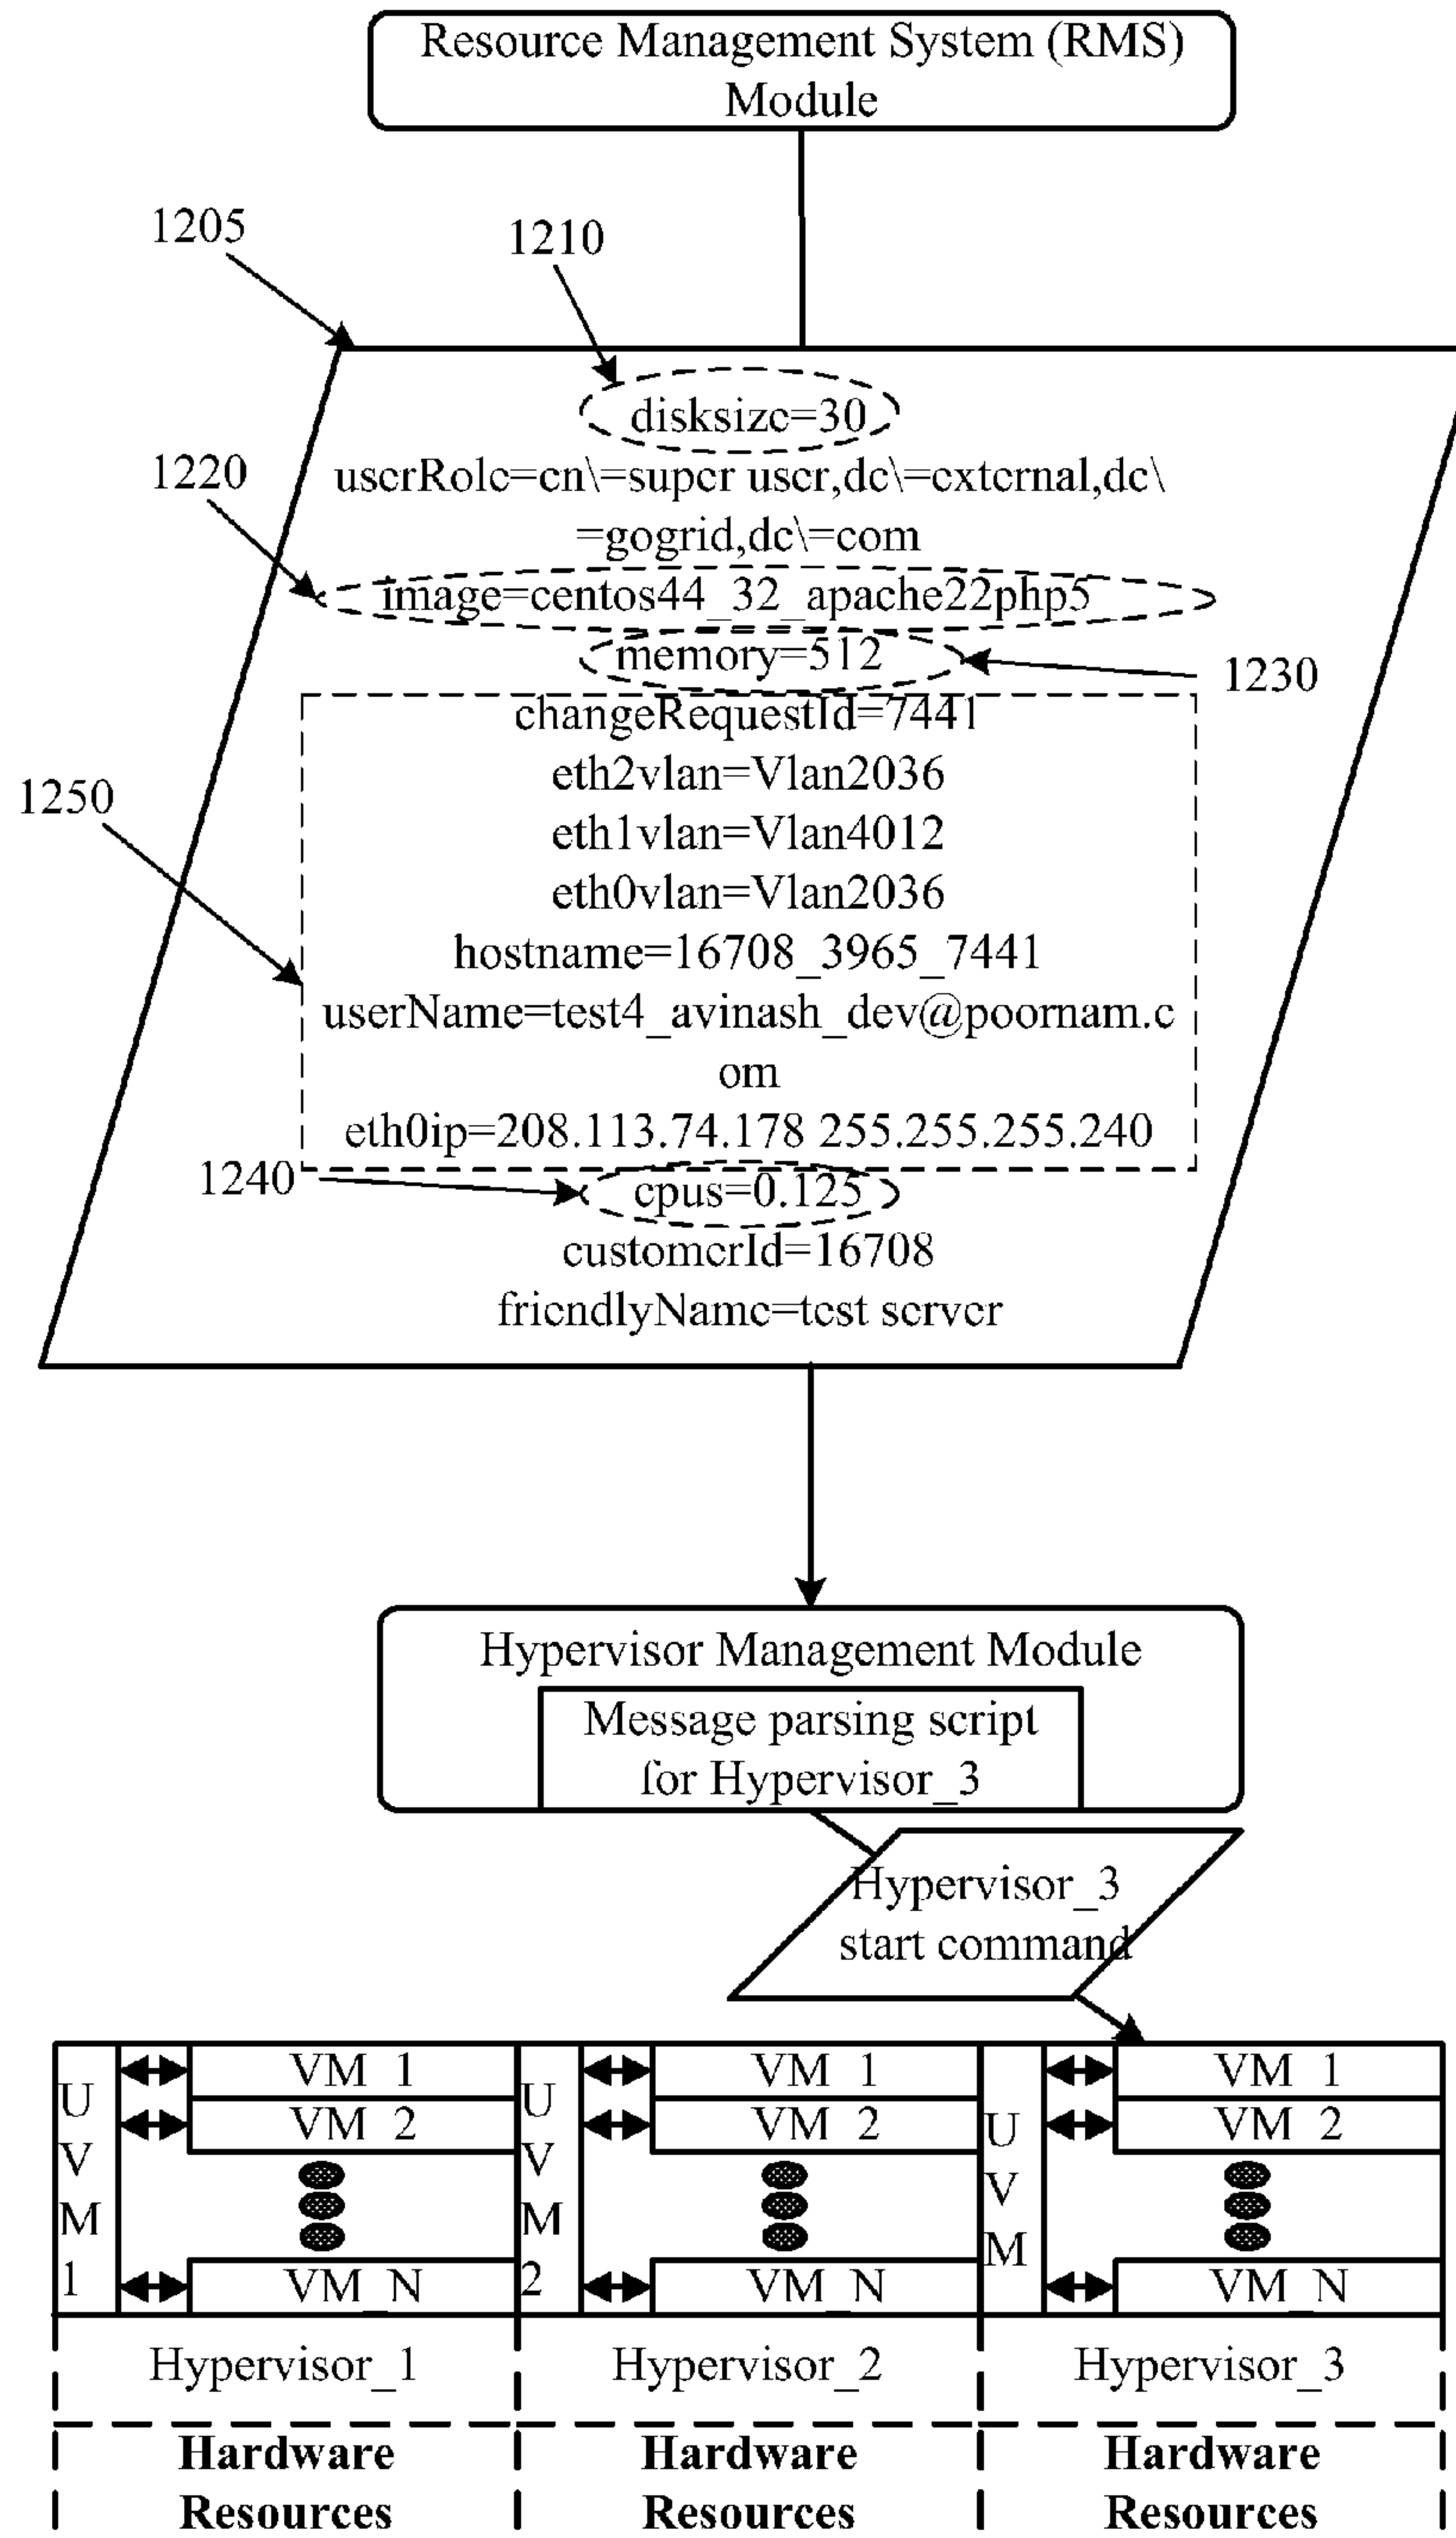 Resource Management System (RMS)
Module
1205
1210
disksize=30
1220
userRole=cn\=super user,dc\=external,dc\
=gogrid,dc\=com
image=centos44_32_apache22php5
memory=512
1230
changeRequestId=7441
eth2vlan=Vlan2036
1250
eth1vlan=Vlan4012
eth0vlan=Vlan2036
hostname=16708_3965_7441
userName=test4_avinash_dev@poornam.c
om
eth0ip=208.113.74.178 255.255.255.240
1240
cpus=0.125
customerId=16708
friendlyName=test server
Hypervisor Management Module
Message parsing script
for Hypervisor_3
Hypervisor_3
start command
U
V
M
1
VM_1
VM_2
VM_N
U
V
M
2
VM_1
VM_2
VM_N
U
V
M
VM_1
VM_2
VM_N
Hypervisor_1
Hypervisor_2
Hypervisor_3
Hardware
Resources
Hardware
Resources
Hardware
Resources